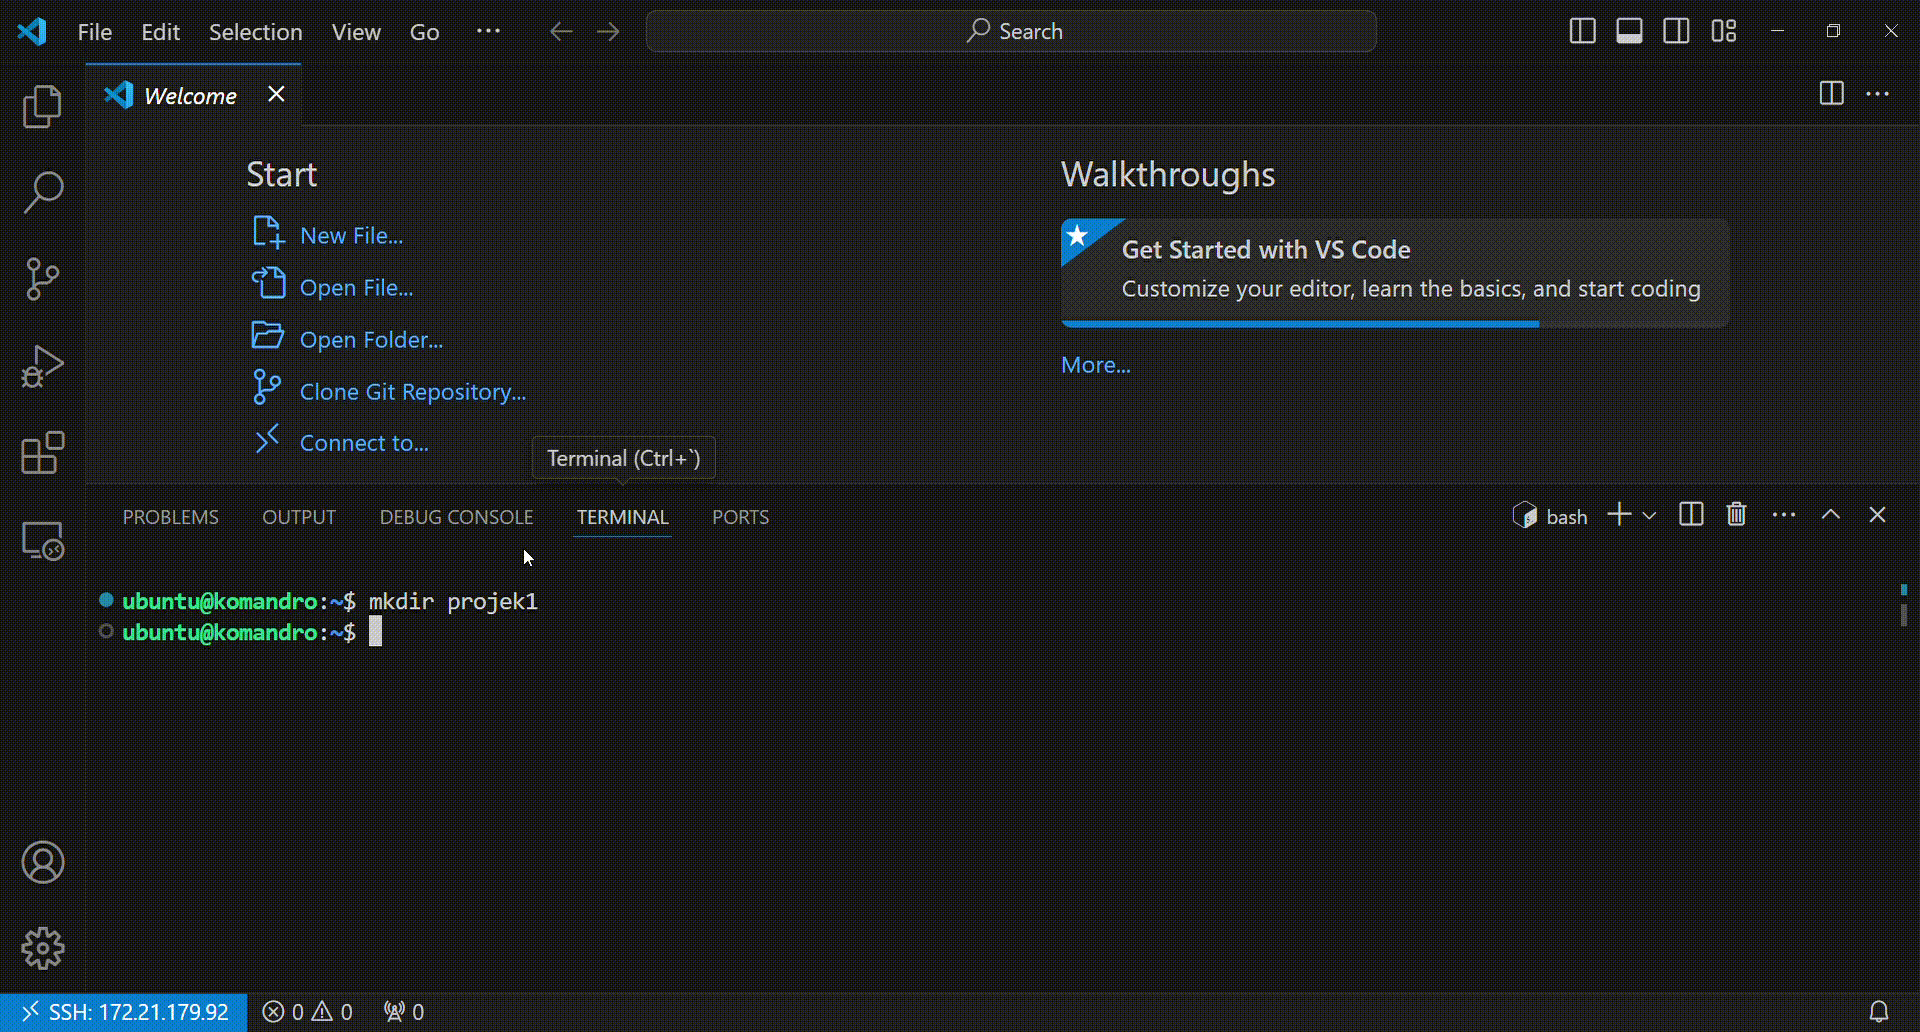 File Edit Selection View Go ··· Search
Welcome
Start
New File...
Open File...
Open Folder...
Clone Git Repository...
Connect to...
Walkthroughs
Get Started with VS Code
Customize your editor, learn the basics, and start coding
More...
Terminal (Ctrl+`)
PROBLEMS OUTPUT DEBUG CONSOLE TERMINAL PORTS bash
ubuntu@komandro:~$ mkdir projek1
ubuntu@komandro:~$
SSH: 172.21.179.92 0 0 0